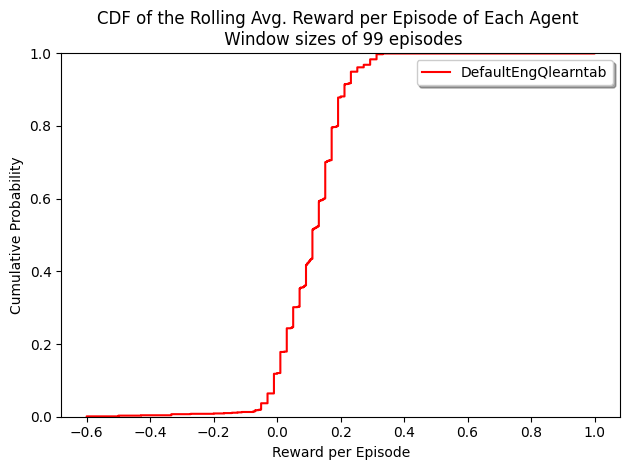 CDF of the Rolling Avg. Reward per Episode of Each Agent
Window sizes of 99 episodes
DefaultEngQlearntab
Cumulative Probability
1.0
0.8
0.6
0.4
0.2
0.0
−0.6 −0.4 −0.2 0.0 0.2 0.4 0.6 0.8 1.0
Reward per Episode